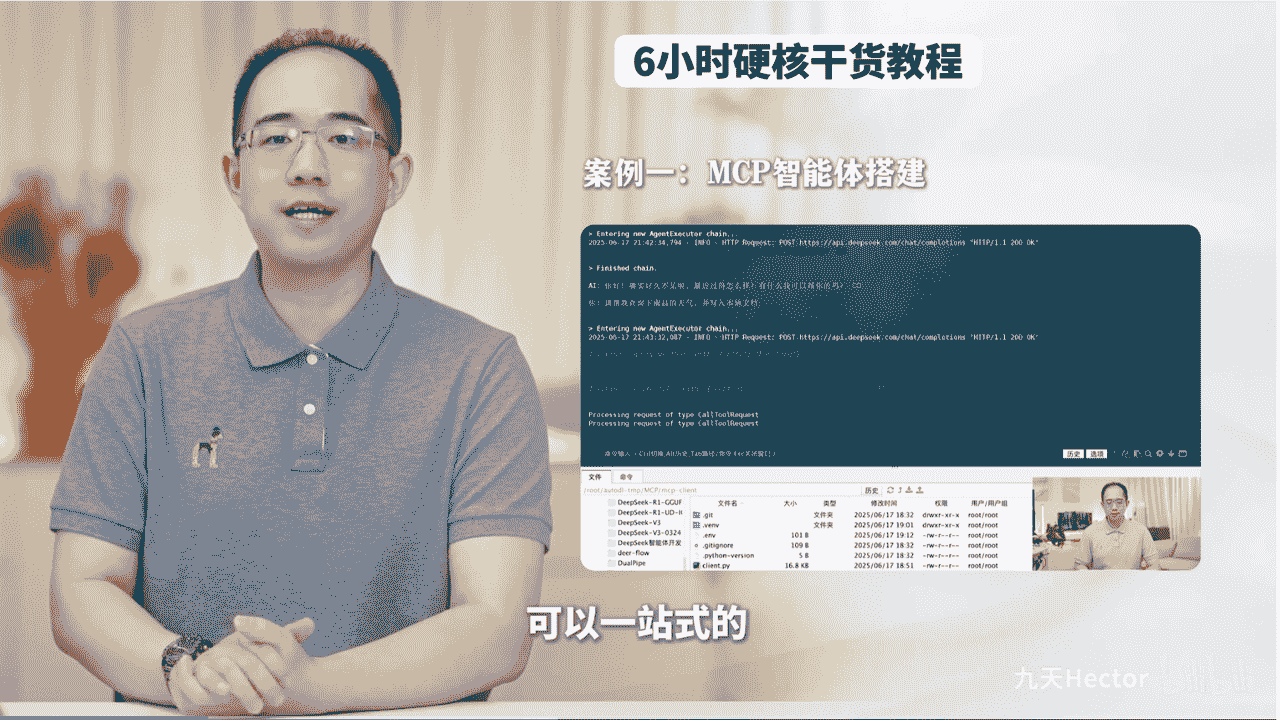 6小时硬核干货教程
案例一：MCP智能体搭建
> Entering new AgentExecutor chain...
2025-06-17 21:42:34,794 - INFO - HTTP Request: POST https://api.deepseek.com/chat/completions "HTTP/1.1 200 OK"
> Finished chain.
> Entering new AgentExecutor chain...
2025-06-17 21:43:32,087 - INFO - HTTP Request: POST https://api.deepseek.com/chat/completions "HTTP/1.1 200 OK"
Processing request of type CallToolRequest
Processing request of type CallToolRequest
历史 选项
文件 命令
/root/autodl-tmp/MCP/mcp-client 历史
文件名 大小 类型 修改时间 权限 用户/用户组
DeepSeek-R1-GGUF
DeepSeek-R1-UD-I
DeepSeek-V3
DeepSeek-V3-0324
DeepSeek智能体开发
deer-flow
DualPipe
.git 文件夹 2025/06/17 18:32 drwxr-xr-x root/root
.venv 文件夹 2025/06/17 19:01 drwxr-xr-x root/root
.env 101 B 2025/06/17 19:12 -rw-r--r-- root/root
.gitignore 109 B 2025/06/17 18:32 -rw-r--r-- root/root
.python-version 5 B 2025/06/17 18:32 -rw-r--r-- root/root
client.py 16.8 KB 2025/06/17 18:51 -rw-r--r-- root/root
可以一站式的
九天Hector